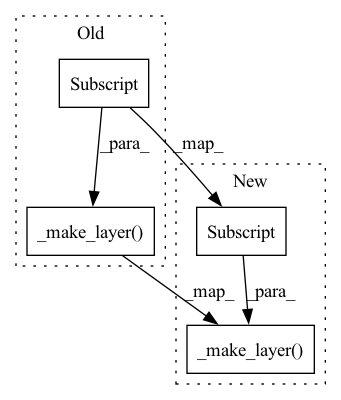 Old
Subscript
_para_
_map_
New
_make_layer()
Subscript
_map_
_para_
_make_layer()